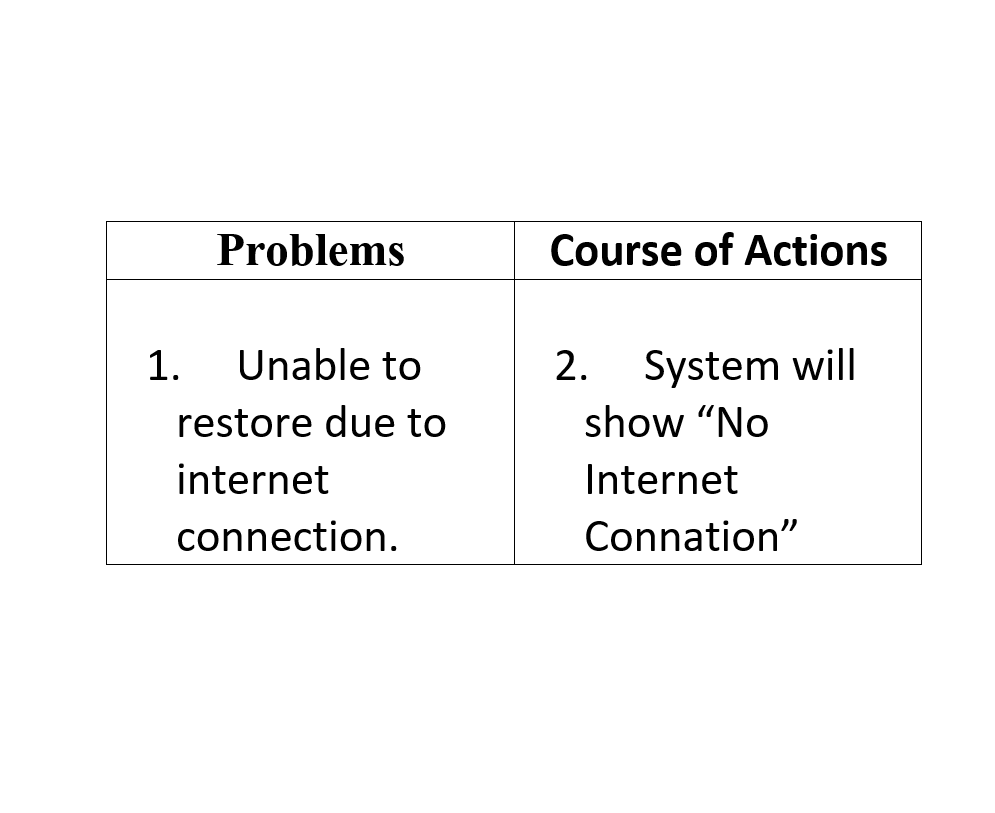 Problems
Course of Actions
1. Unable to
restore due to
internet
connection.
2. System will
show “No
Internet
Connation”